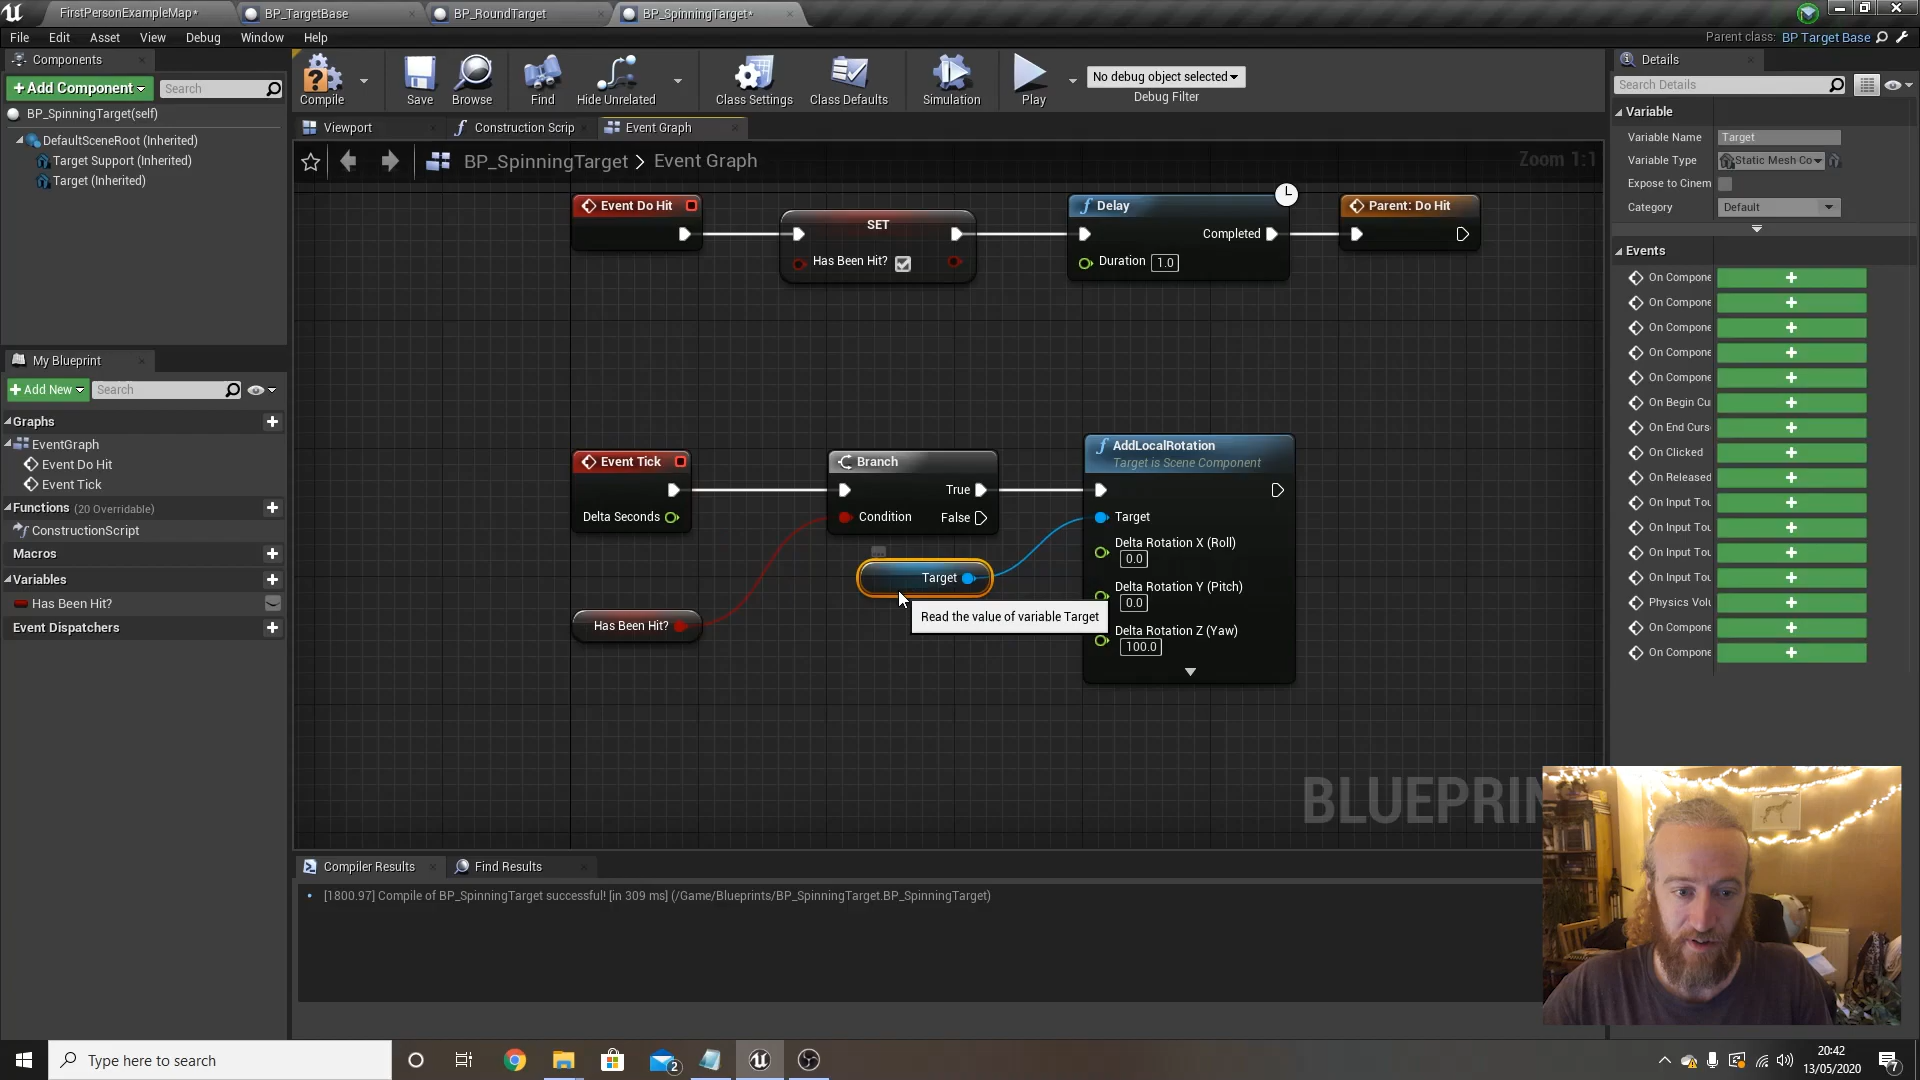 FirstPersonExampleMap*
BP_TargetBase
BP_RoundTarget
BP_SpinningTarget*
File
Edit
Asset
View
Debug
Window
Help
Parent class: BP Target Base
Components
+Add Component
Search
BP_SpinningTarget(self)
DefaultSceneRoot (Inherited)
Target Support (Inherited)
Target (Inherited)
Compile
Save
Browse
Find
Hide Unrelated
Class Settings
Class Defaults
Simulation
Play
No debug object selected
Debug Filter
Viewport
Construction Scrip
Event Graph
BP_SpinningTarget > Event Graph
Zoom 1:1
Event Do Hit
SET
Has Been Hit?
Delay
Completed
Duration 1.0
Parent: Do Hit
Event Tick
Delta Seconds
Branch
True
Condition
False
Target
Has Been Hit?
Read the value of variable Target
AddLocalRotation
Target is Scene Component
Target
Delta Rotation X (Roll)
0.0
Delta Rotation Y (Pitch)
0.0
Delta Rotation Z (Yaw)
100.0
BLUEPRIN
My Blueprint
+Add New
Search
Graphs
EventGraph
Event Do Hit
Event Tick
Functions (20 Overridable)
ConstructionScript
Macros
Variables
Has Been Hit?
Event Dispatchers
Compiler Results
Find Results
[1800.97] Compile of BP_SpinningTarget successful! [in 309 ms] (/Game/Blueprints/BP_SpinningTarget.BP_SpinningTarget)
Details
Search Details
Variable
Variable Name Target
Variable Type Static Mesh Co
Expose to Cinem
Category Default
Events
On Compone
On Compone
On Compone
On Compone
On Compone
On Begin Cu
On End Curs
On Clicked
On Released
On Input Tou
On Input Tou
On Input Tou
On Input Tou
Physics Volu
On Compone
On Compone
Type here to search
2
20:42
13/05/2020
7